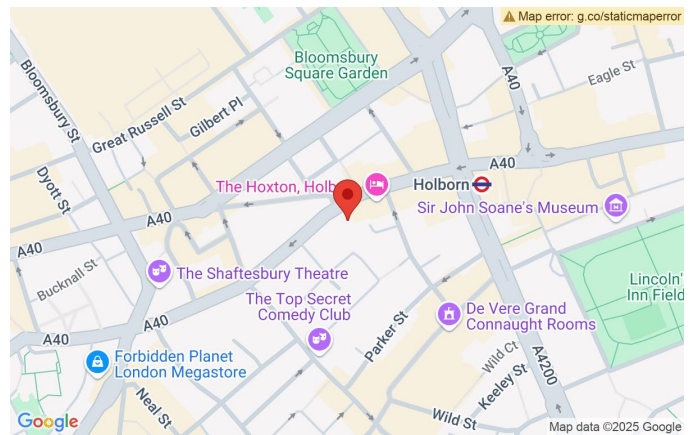 Map error: g.co/staticmaperror
Bloomsbury
Square Garden
A40
Eagle St
Bloomsbury St
Gilbert Pl
Great Russell St
Dyott St
A40
The Hoxton, Holb
Holborn
Sir John Soane's Museum
A40
A40
Bucknall St
The Shaftesbury Theatre
Lincoln'
Inn Field
The Top Secret
Comedy Club
De Vere Grand
Connaught Rooms
A40
A40
Parker St
Forbidden Planet
London Megastore
Wild Ct
Keeley St
A4200
Neal St
Wild St
Google
Map data ©2025 Google